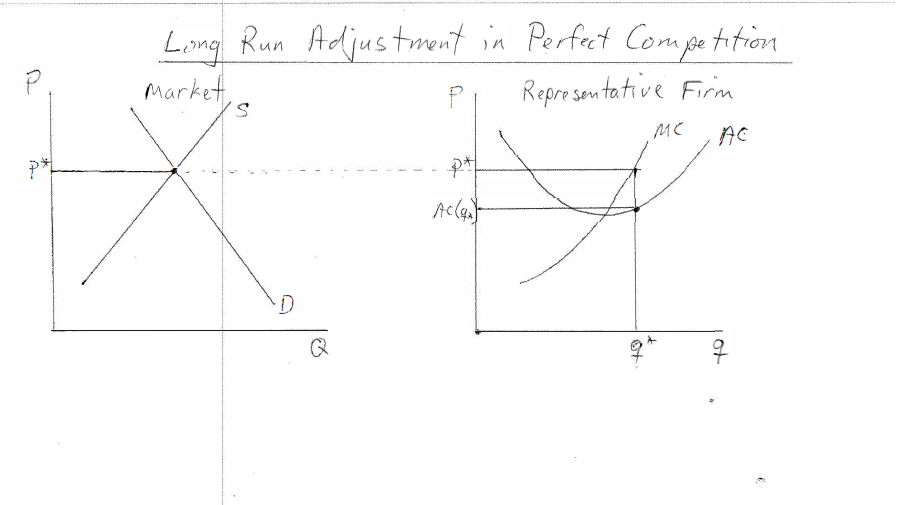 Long Run Adjustment in Perfect Competition
P
Market
S
P*
D
Q
P
Representative Firm
MC
AC
P*
AC(q*)
q*
q